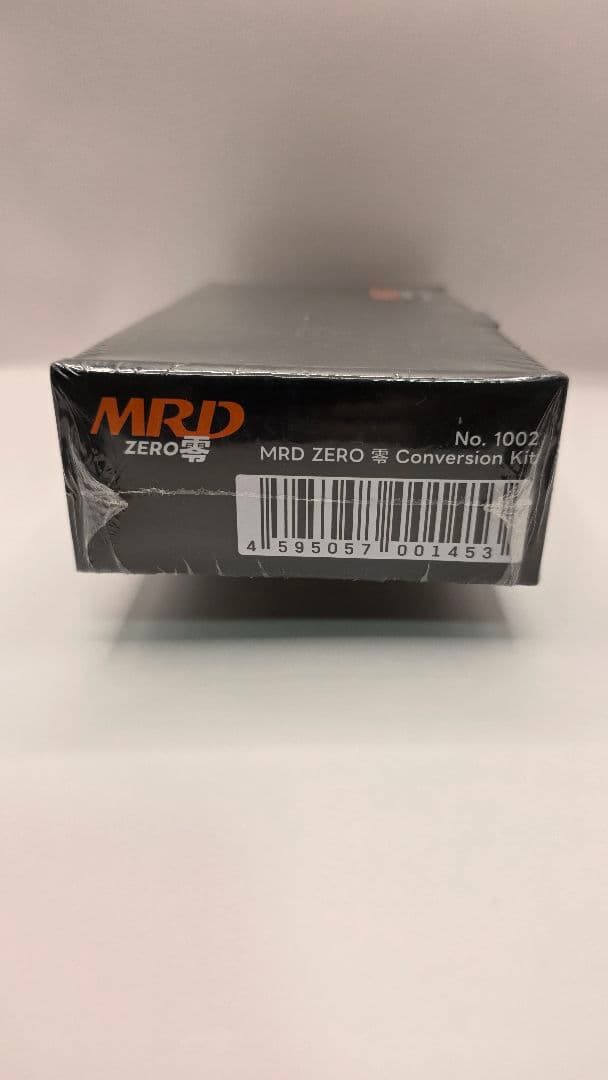 MRD
ZERO零
No. 1002
MRD ZERO 零 Conversion Kit
4 595057 001453